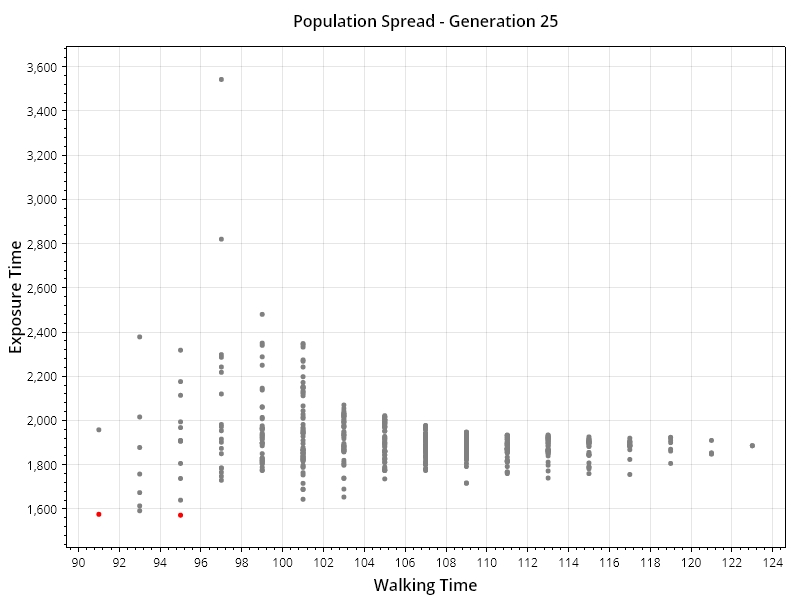 Population Spread - Generation 25
3,600
3,400
3,200
3,000
2,800
2,600
2,400
2,200
2,000
1,800
1,600
Exposure Time
90 92 94 96 98 100 102 104 106 108 110 112 114 116 118 120 122 124
Walking Time